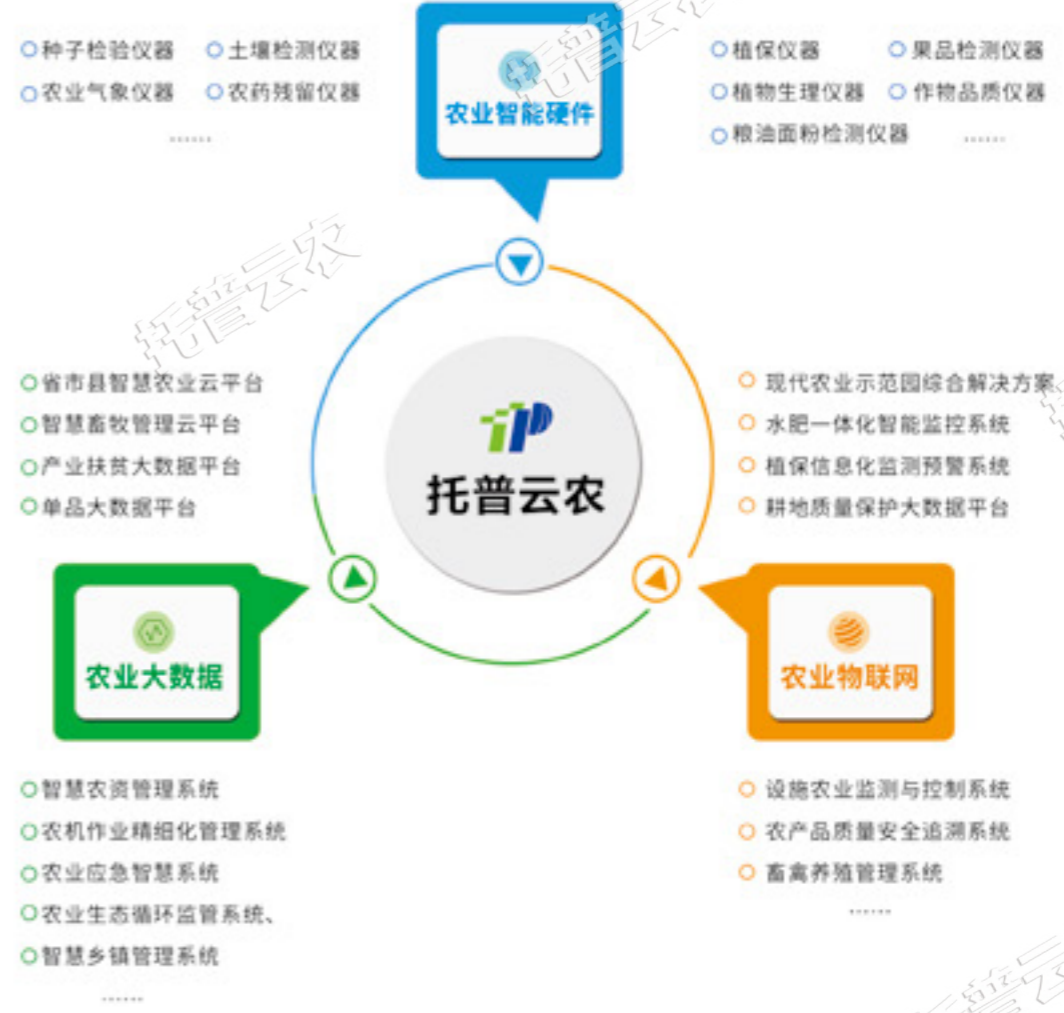 种子检验仪器 土壤检测仪器
农业气象仪器 农药残留仪器
......
农业智能硬件
植保仪器 果品检测仪器
植物生理仪器 作物品质仪器
粮油面粉检测仪器 ......
托普云农
托普云农
省市县智慧农业云平台
智慧畜牧管理云平台
产业扶贫大数据平台
单品大数据平台
TP
托普云农
现代农业示范园综合解决方案、
水肥一体化智能监控系统
植保信息化监测预警系统
耕地质量保护大数据平台
农业大数据
农业物联网
智慧农资管理系统
农机作业精细化管理系统
农业应急智慧系统
农业生态循环监管系统、
智慧乡镇管理系统
......
设施农业监测与控制系统
农产品质量安全追溯系统
畜禽养殖管理系统
......